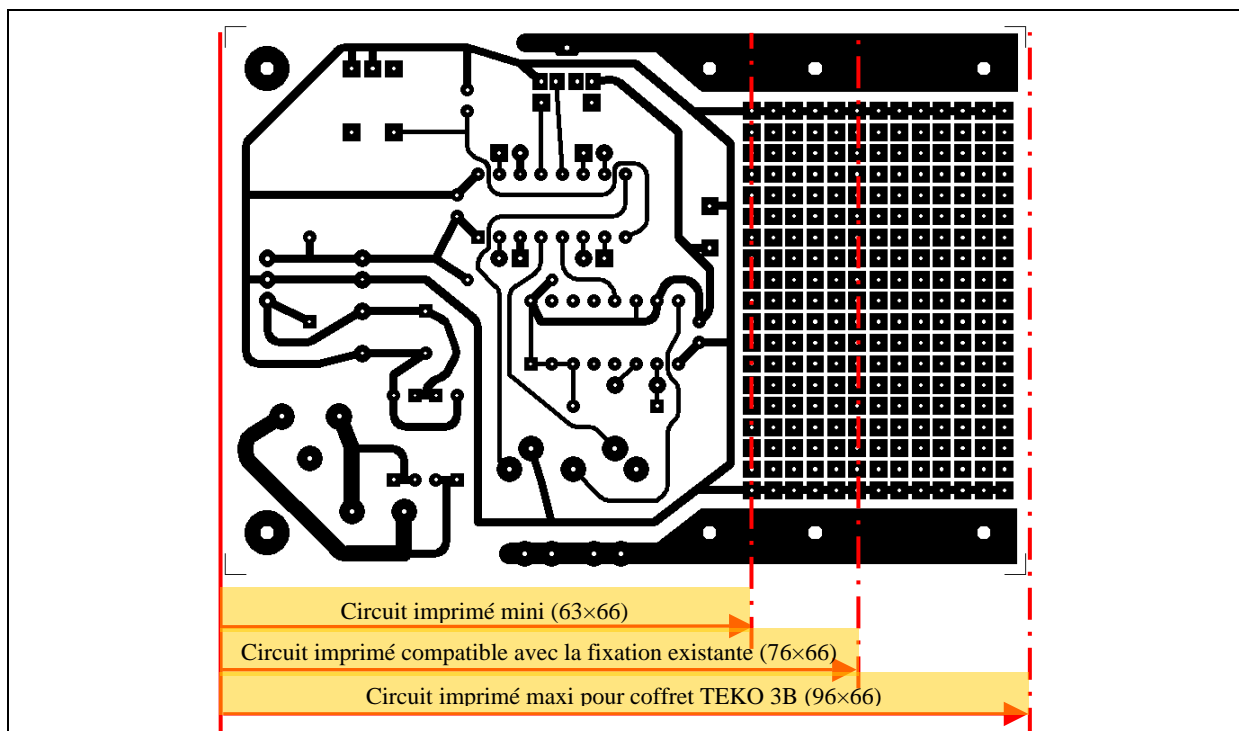 Circuit imprimé mini (63×66)
Circuit imprimé compatible avec la fixation existante (76×66)
Circuit imprimé maxi pour coffret TEKO 3B (96×66)